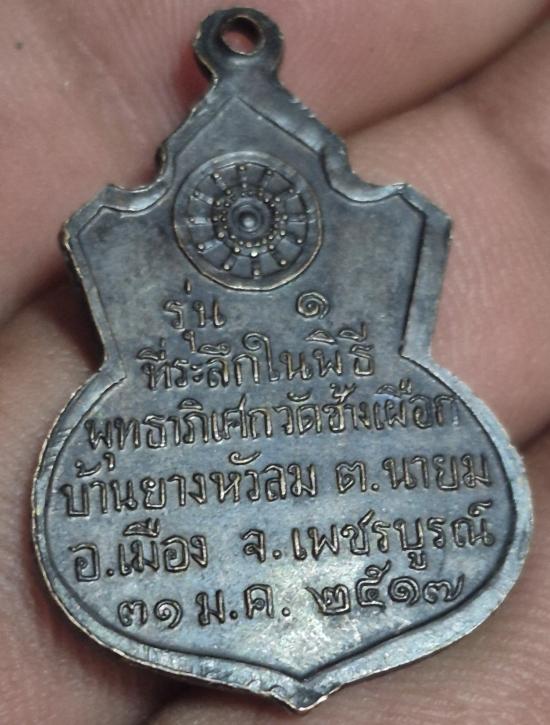 รุ่น ๑
ที่ระลึกในพิธี
พุทธาภิเศกวัดช้างเผือก
บ้านยางหวัลม ต.นายม
อ.เมือง จ.เพชรบูรณ์
๓๑ ม.ค. ๒๕๑๗